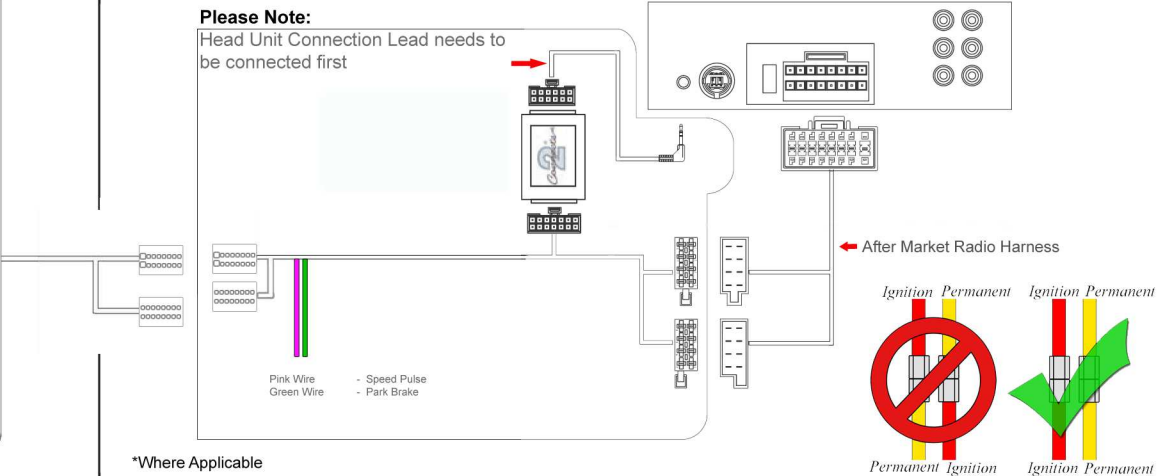 Please Note:
Head Unit Connection Lead needs to
be connected first
Connects2
After Market Radio Harness
Ignition Permanent Ignition Permanent
Pink Wire - Speed Pulse
Green Wire - Park Brake
*Where Applicable
Permanent Ignition Ignition Permanent